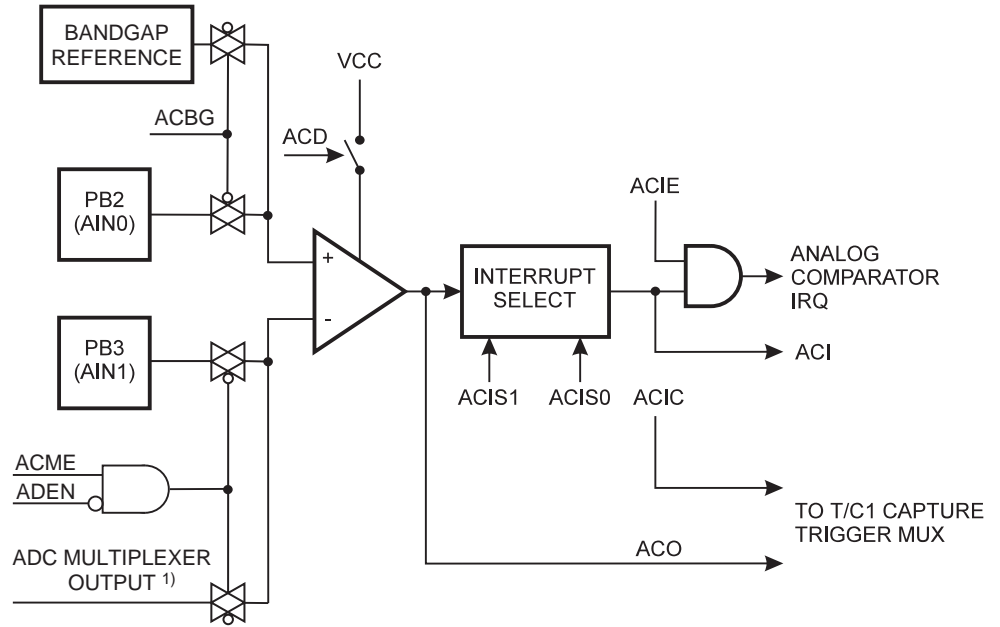 BANDGAP
REFERENCE
VCC
ACBG
ACD
PB2
(AIN0)
ACIE
+
-
INTERRUPT
SELECT
ANALOG
COMPARATOR
IRQ
PB3
(AIN1)
ACI
ACIS1
ACIS0
ACIC
ACME
ADEN
TO T/C1 CAPTURE
TRIGGER MUX
ADC MULTIPLEXER
OUTPUT 1)
ACO